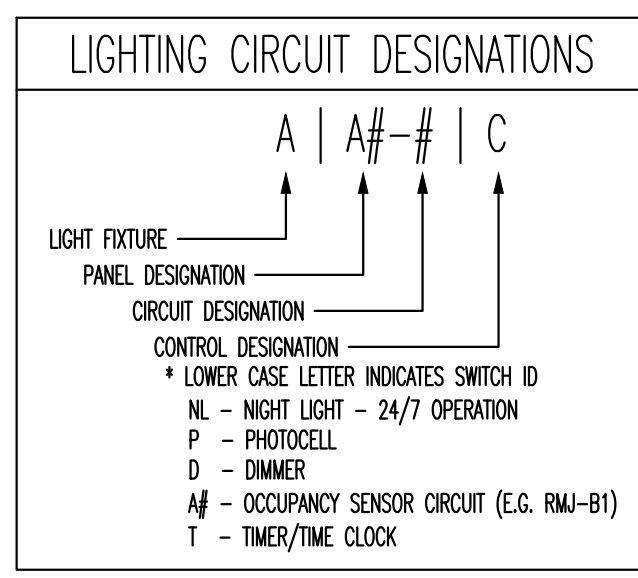 LIGHTING CIRCUIT DESIGNATIONS
A | A#-# | C
LIGHT FIXTURE
PANEL DESIGNATION
CIRCUIT DESIGNATION
CONTROL DESIGNATION
* LOWER CASE LETTER INDICATES SWITCH ID
NL - NIGHT LIGHT - 24/7 OPERATION
P - PHOTOCELL
D - DIMMER
A# - OCCUPANCY SENSOR CIRCUIT (E.G. RMJ-B1)
T - TIMER/TIME CLOCK